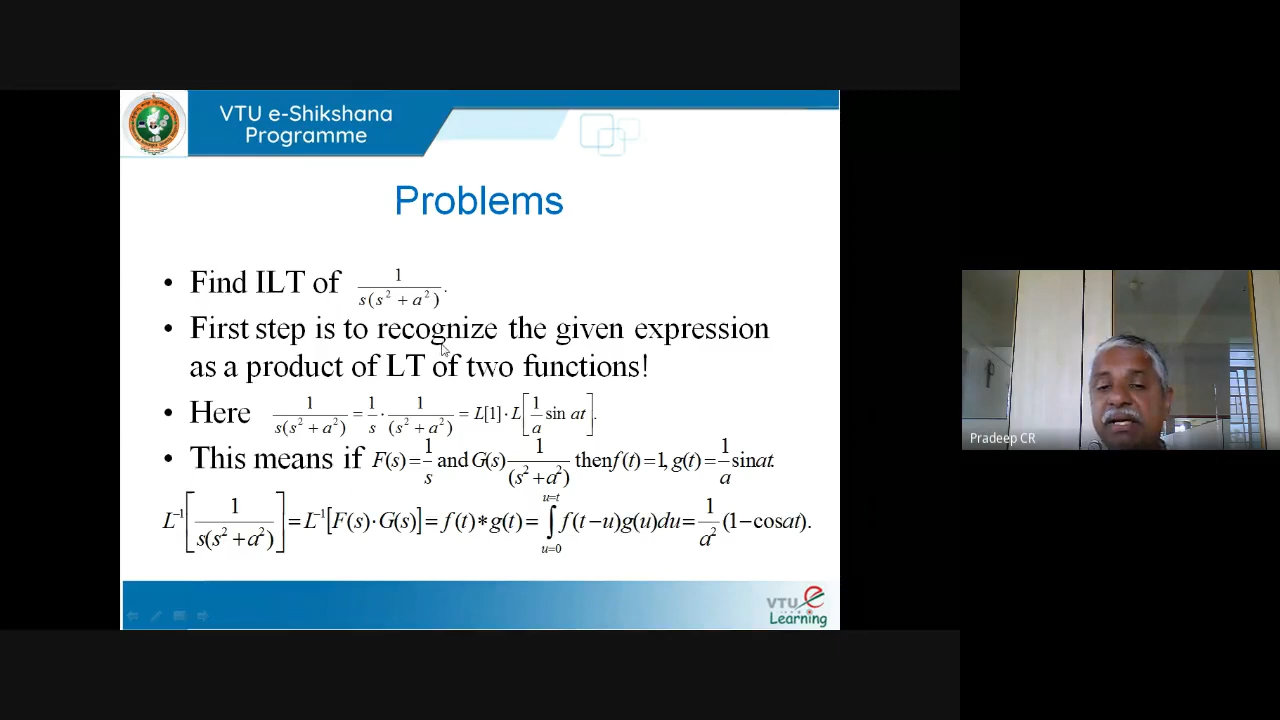 VTU e-Shikshana
Programme
Problems
• Find ILT of 1/(s(s² + a²)).
• First step is to recognize the given expression
as a product of LT of two functions!
• Here 1/(s(s² + a²)) = 1/s · 1/(s² + a²) = L[1] · L[1/a sin at].
• This means if F(s) = 1/s and G(s) 1/(s² + a²) then f(t) = 1, g(t) = 1/a sin at.
L⁻¹[1/(s(s² + a²))] = L⁻¹[F(s) · G(s)] = f(t) * g(t) = ∫_{u=0}^{u=t} f(t − u)g(u)du = 1/a² (1 − cos at).
VTU e
Learning
Pradeep CR